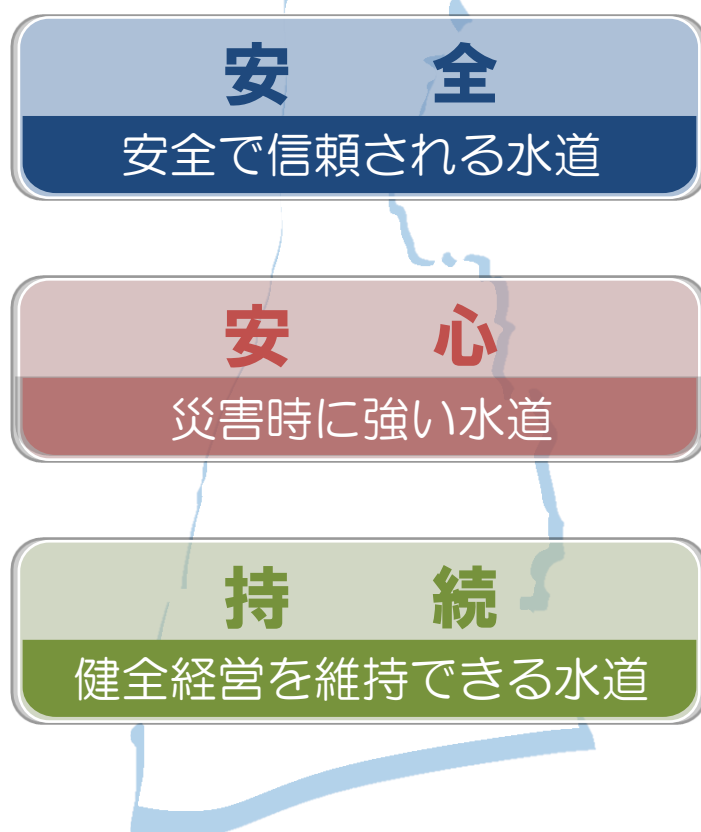 安　全
安全で信頼される水道
安　心
災害時に強い水道
持　続
健全経営を維持できる水道